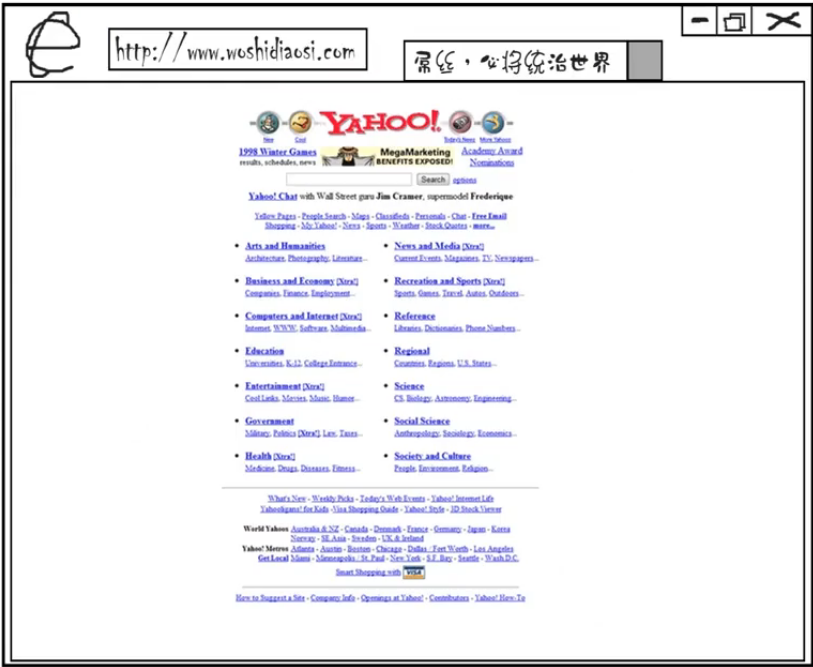 http://www.woshidiaosi.com
屌丝，必将统治世界
YAHOO!
New Cool Today's News More Yahoos
1998 Winter Games
results, schedules, news
MegaMarketing
BENEFITS EXPOSED!
Academy Award
Nominations
Search options
Yahoo! Chat with Wall Street guru Jim Cramer, supermodel Frederique
Yellow Pages - People Search - Maps - Classifieds - Personals - Chat - Free Email
Shopping - My Yahoo! - News - Sports - Weather - Stock Quotes - more...
Arts and Humanities
Architecture, Photography, Literature...
News and Media [Xtra!]
Current Events, Magazines, TV, Newspapers...
Business and Economy [Xtra!]
Companies, Finance, Employment...
Recreation and Sports [Xtra!]
Sports, Games, Travel, Autos, Outdoors...
Computers and Internet [Xtra!]
Internet, WWW, Software, Multimedia...
Reference
Libraries, Dictionaries, Phone Numbers...
Education
Universities, K-12, College Entrance...
Regional
Countries, Regions, U.S. States...
Entertainment [Xtra!]
Cool Links, Movies, Music, Humor...
Science
CS, Biology, Astronomy, Engineering...
Government
Military, Politics [Xtra!], Law, Taxes...
Social Science
Anthropology, Sociology, Economics...
Health [Xtra!]
Medicine, Drugs, Diseases, Fitness...
Society and Culture
People, Environment, Religion...
What's New - Weekly Picks - Today's Web Events - Yahoo! Internet Life
Yahooligans! for Kids - Visa Shopping Guide - Yahoo! Style - 3D Stock Viewer
World Yahoos Australia & NZ - Canada - Denmark - France - Germany - Japan - Korea
Norway - SE Asia - Sweden - UK & Ireland
Yahoo! Metros Atlanta - Austin - Boston - Chicago - Dallas / Fort Worth - Los Angeles
Get Local Miami - Minneapolis / St. Paul - New York - S.F. Bay - Seattle - Wash D.C.
Smart Shopping with VISA
How to Suggest a Site - Company Info - Openings at Yahoo! - Contributors - Yahoo! How-To